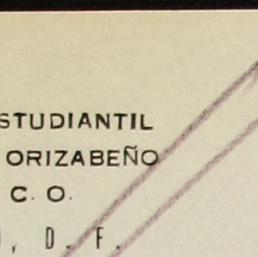 STUDIANTIL
ORIZABEÑO
C. O.
, D. F.